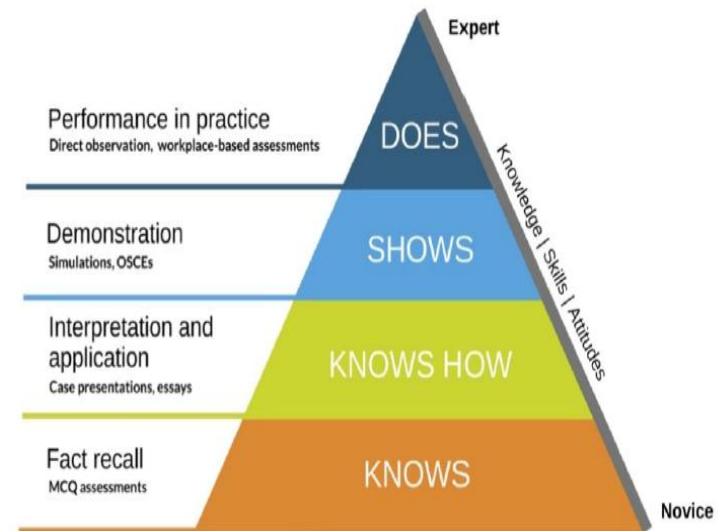 Expert
Performance in practice
Direct observation, workplace-based assessments
DOES
Knowledge | Skills | Attitudes
Demonstration
Simulations, OSCEs
SHOWS
Interpretation and
application
Case presentations, essays
KNOWS HOW
Fact recall
MCQ assessments
KNOWS
Novice